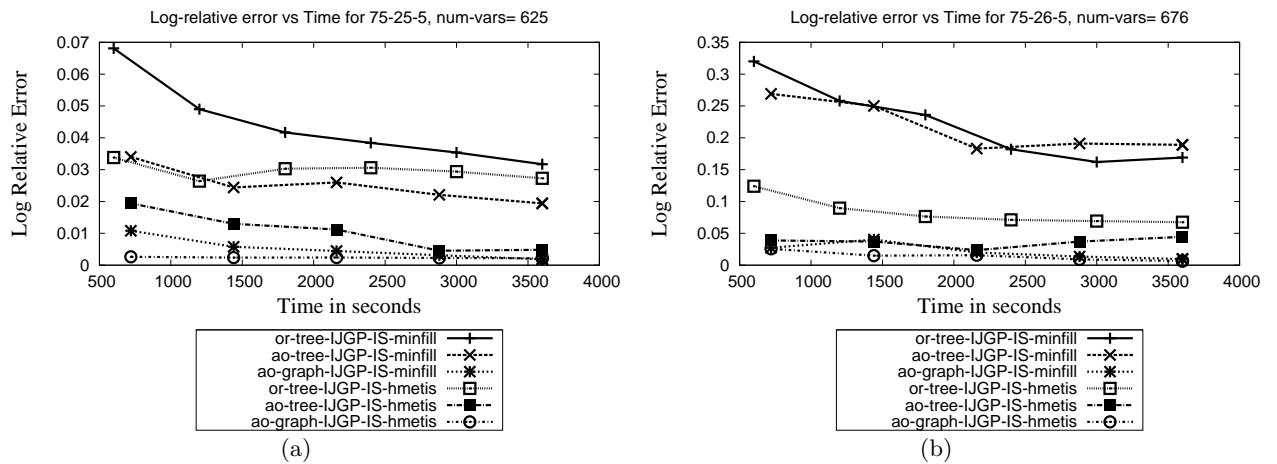 Log-relative error vs Time for 75-25-5, num-vars= 625
0.07
0.06
0.05
0.04
0.03
0.02
0.01
0
Log Relative Error
500 1000 1500 2000 2500 3000 3500 4000
Time in seconds
or-tree-IJGP-IS-minfill
ao-tree-IJGP-IS-minfill
ao-graph-IJGP-IS-minfill
or-tree-IJGP-IS-hmetis
ao-tree-IJGP-IS-hmetis
ao-graph-IJGP-IS-hmetis
(a)
Log-relative error vs Time for 75-26-5, num-vars= 676
0.35
0.3
0.25
0.2
0.15
0.1
0.05
0
Log Relative Error
500 1000 1500 2000 2500 3000 3500 4000
Time in seconds
or-tree-IJGP-IS-minfill
ao-tree-IJGP-IS-minfill
ao-graph-IJGP-IS-minfill
or-tree-IJGP-IS-hmetis
ao-tree-IJGP-IS-hmetis
ao-graph-IJGP-IS-hmetis
(b)